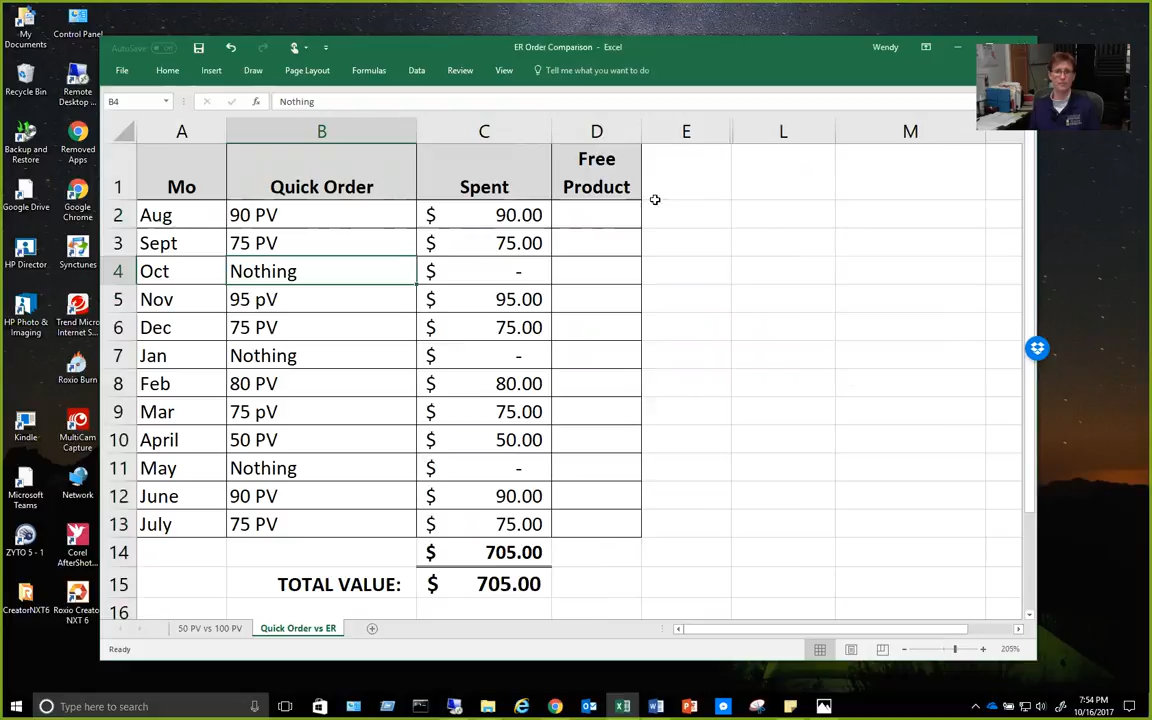 My Documents
Control Panel
Recycle Bin
Remote Desktop ...
Backup and Restore
Removed Apps
Google Drive
Google Chrome
HP Director
Synctunes
HP Photo & Imaging
Trend Micro Internet S...
Roxio Burn
Kindle
MultiCam Capture
Microsoft Teams
Network
ZYTO 5 - 1
Corel AfterShot...
CreatorNXT6
Roxio Creato NXT 6
AutoSave Off
ER Order Comparison - Excel
Wendy
File Home Insert Draw Page Layout Formulas Data Review View Tell me what you want to do
B4 fx Nothing
A B C D E L M
1 Mo Quick Order Spent Free Product
2 Aug 90 PV $ 90.00
3 Sept 75 PV $ 75.00
4 Oct Nothing $ -
5 Nov 95 pV $ 95.00
6 Dec 75 PV $ 75.00
7 Jan Nothing $ -
8 Feb 80 PV $ 80.00
9 Mar 75 pV $ 75.00
10 April 50 PV $ 50.00
11 May Nothing $ -
12 June 90 PV $ 90.00
13 July 75 PV $ 75.00
14 $ 705.00
15 TOTAL VALUE: $ 705.00
16
50 PV vs 100 PV Quick Order vs ER
Ready 205%
Type here to search
7:54 PM
10/16/2017